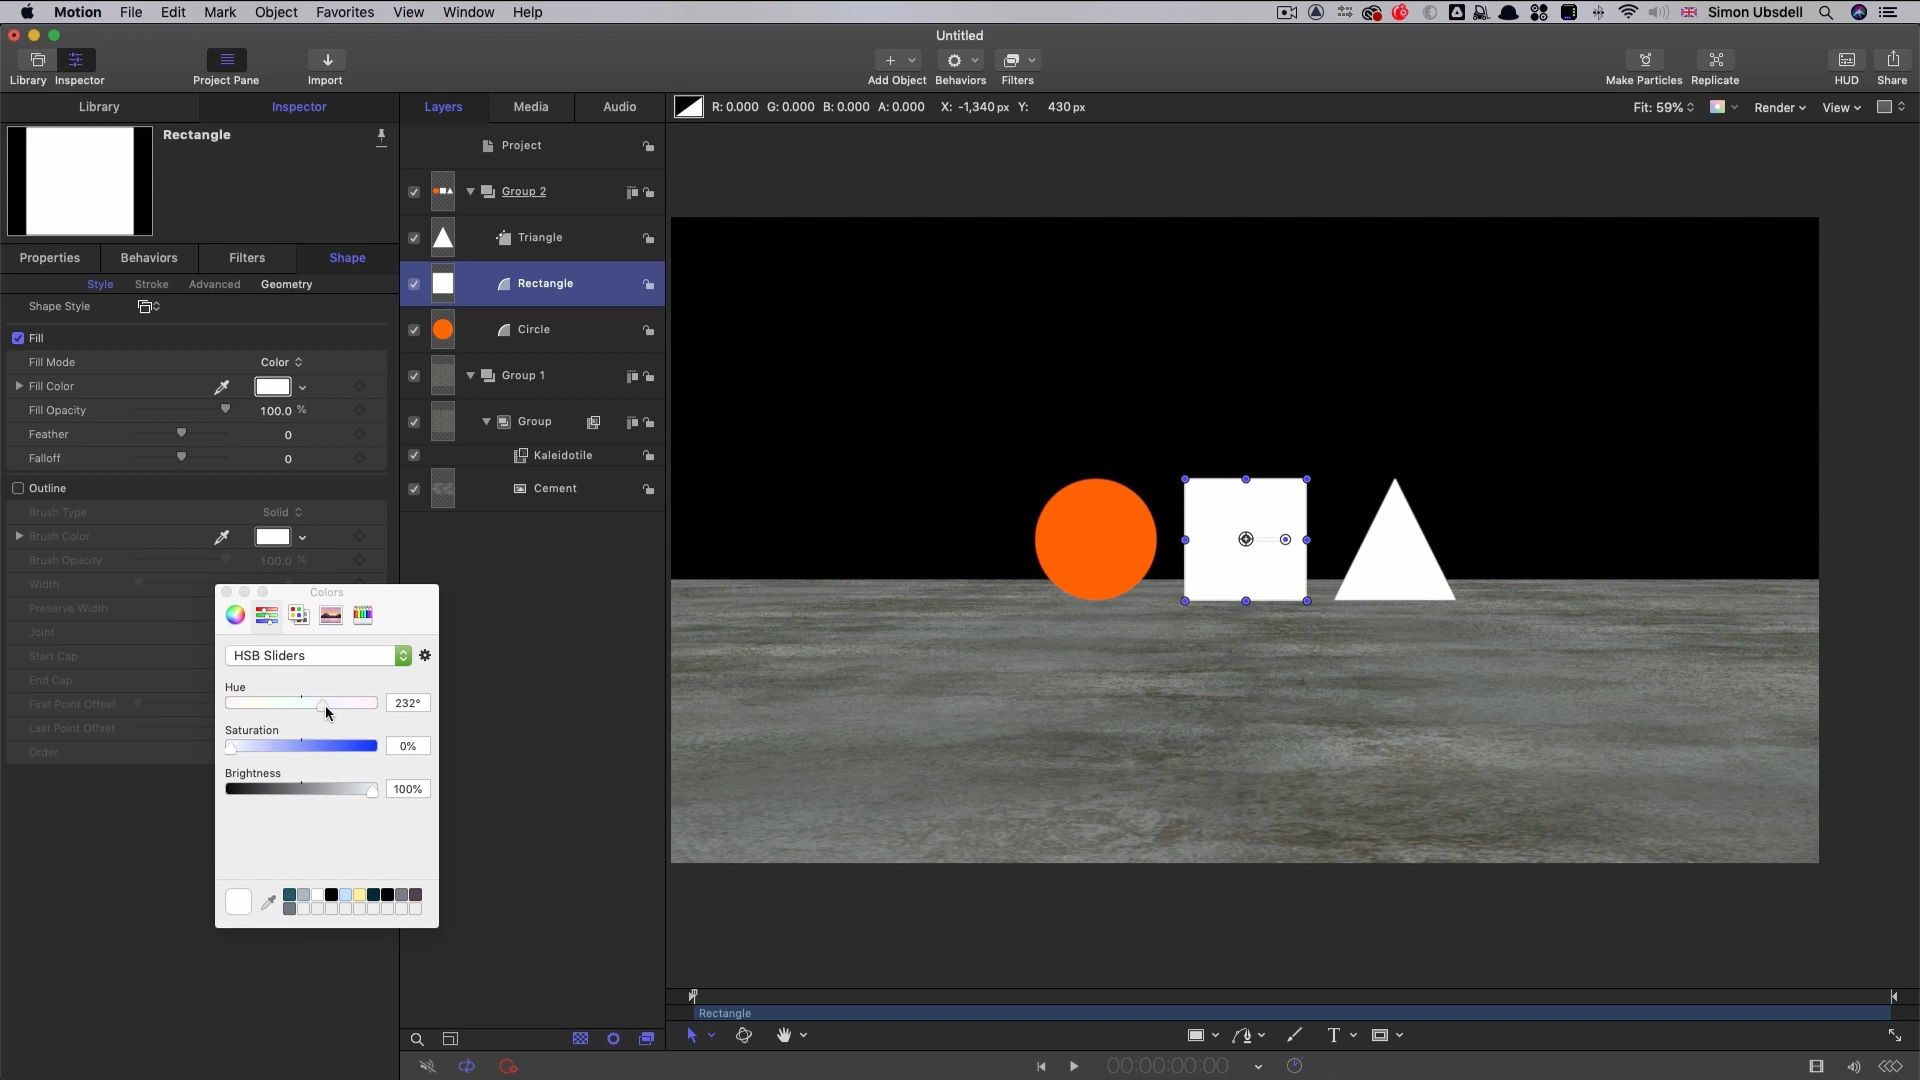 Motion File Edit Mark Object Favorites View Window Help Simon Ubsdell
Untitled
Library Inspector Project Pane Import Add Object Behaviors Filters Make Particles Replicate HUD Share
Library Inspector Layers Media Audio R: 0.000 G: 0.000 B: 0.000 A: 0.000 X: -1,340 px Y: 430 px Fit: 59% Render View
Rectangle
Properties Behaviors Filters Shape
Style Stroke Advanced Geometry
Shape Style
Fill
Fill Mode Color
Fill Color
Fill Opacity 100.0 %
Feather 0
Falloff 0
Outline
Brush Type Solid
Brush Color
Brush Opacity 100.0 %
Width
Preserve Width
Joint
Start Cap
End Cap
First Point Offset
Last Point Offset
Order
Project
Group 2
Triangle
Rectangle
Circle
Group 1
Group
Kaleidotile
Cement
Colors
HSB Sliders
Hue
232°
Saturation
0%
Brightness
100%
Rectangle
T
00:00:00:00